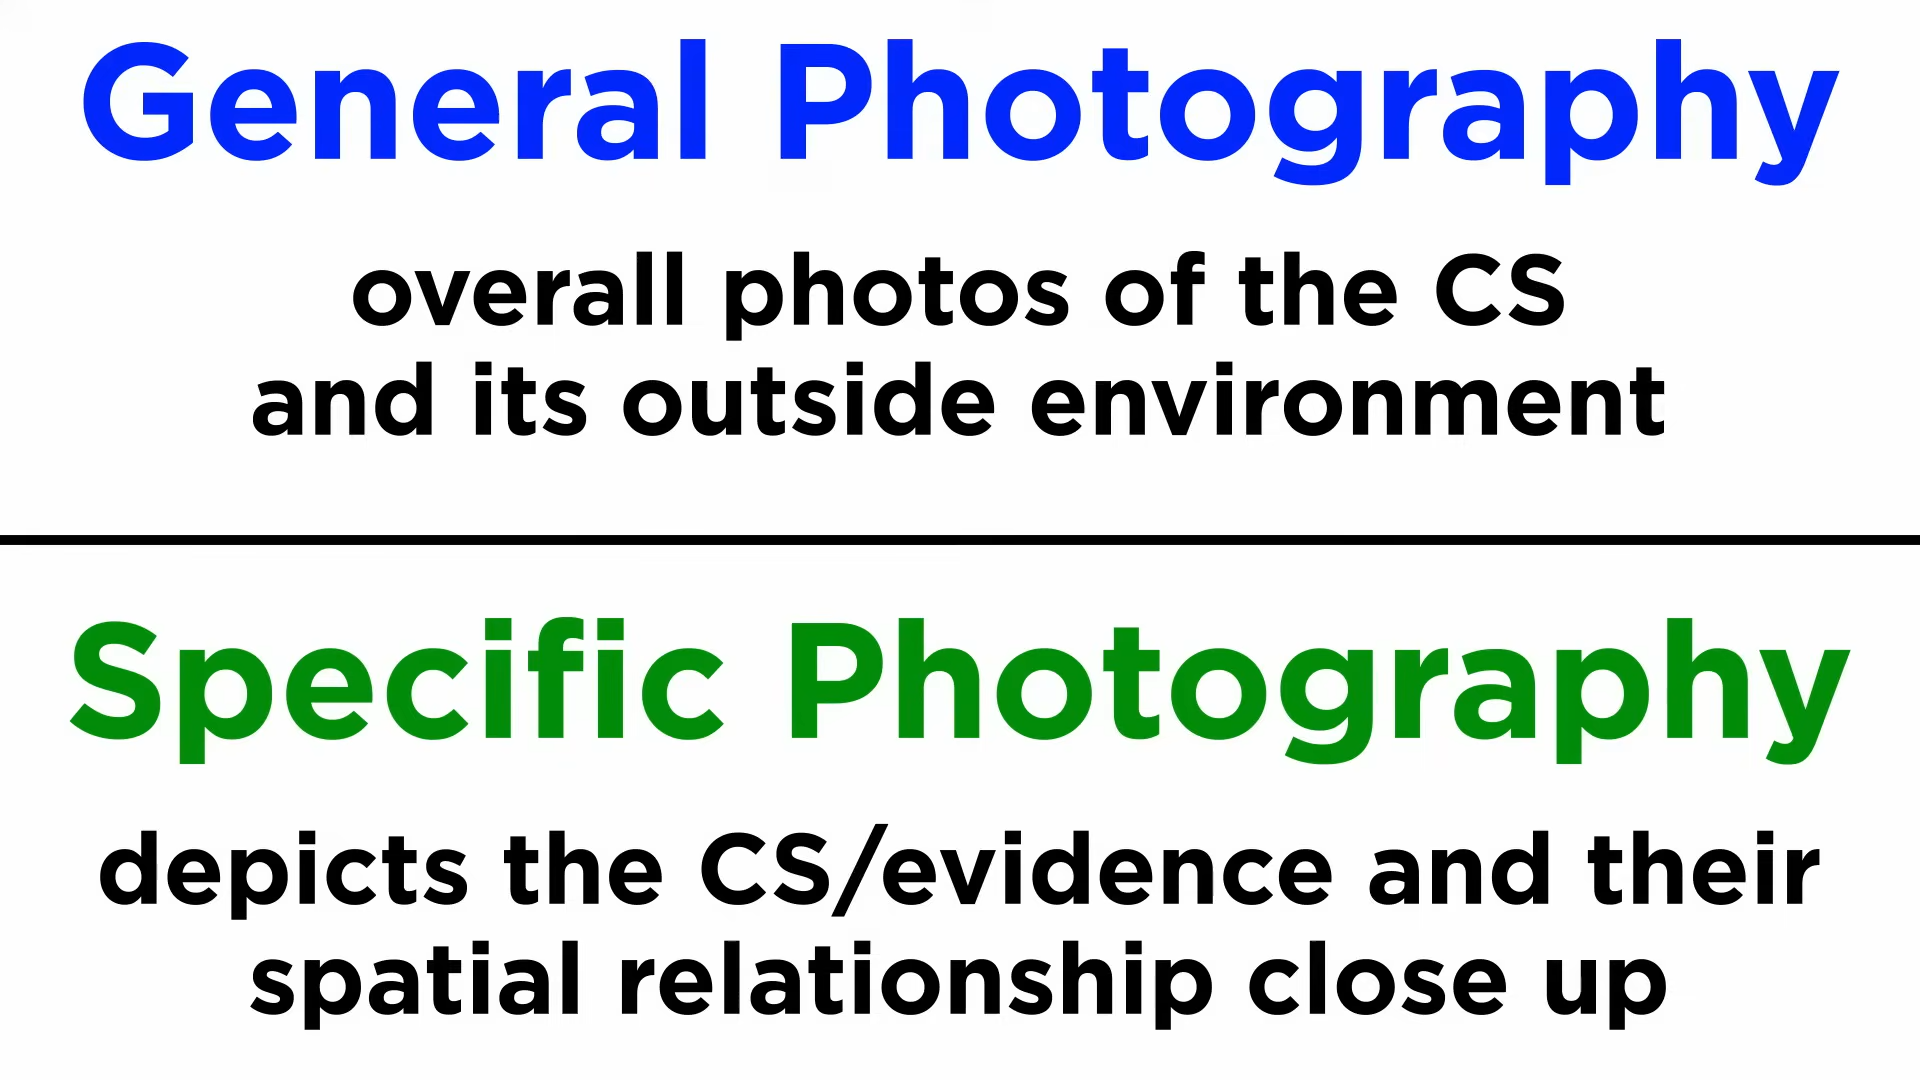 General Photography
overall photos of the CS
and its outside environment
Specific Photography
depicts the CS/evidence and their
spatial relationship close up